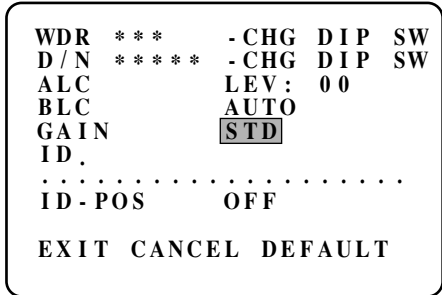 WDR *** -CHG DIP SW
D/N ***** -CHG DIP SW
ALC LEV: 00
BLC AUTO
GAIN STD
ID.
......................
ID-POS OFF
EXIT CANCEL DEFAULT